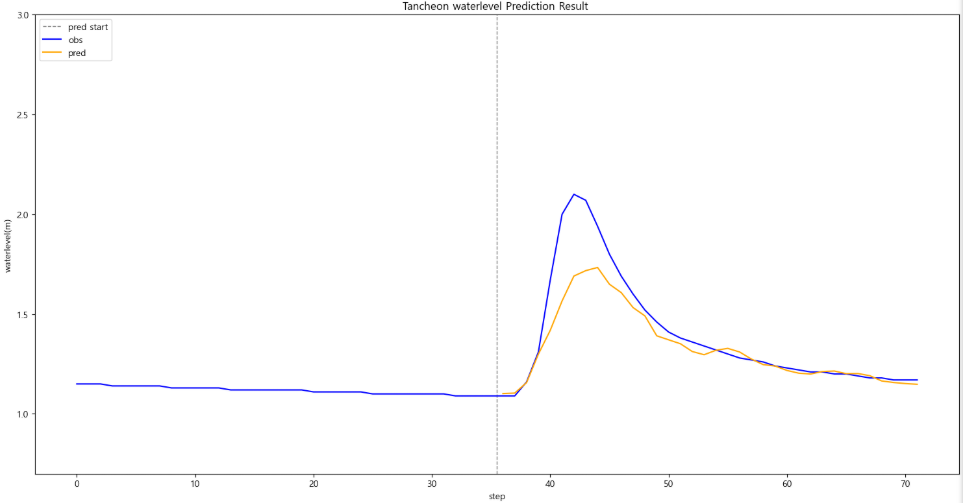 Tancheon waterlevel Prediction Result
pred start
obs
pred
waterlevel(m)
3.0
2.5
2.0
1.5
1.0
0
10
20
30
40
50
60
70
step